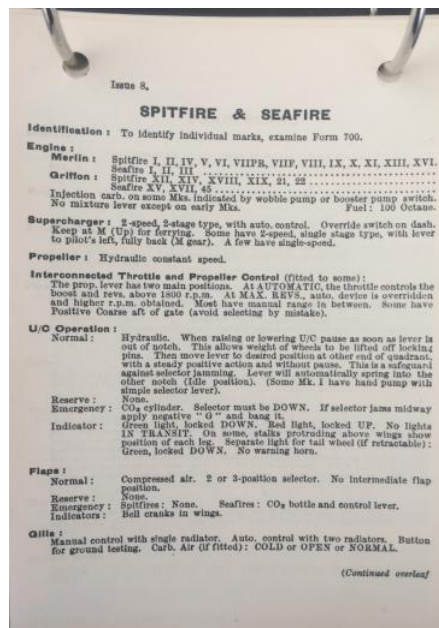 Issue 8.
SPITFIRE & SEAFIRE
Identification : To identify individual marks, examine Form 700.
Engine :
Merlin : Spitfire I, II, IV, V, VI, VIIPR, VIIF, VIII, IX, X, XI, XIII, XVI.
Seafire I, II, III
Griffon : Spitfire XII, XIV, XVIII, XIX, 21, 22
Seafire XV, XVII, 45
Injection carb. on some Mks. indicated by wobble pump or booster pump switch.
No mixture lever except on early Mks. Fuel : 100 Octane.
Supercharger : 2-speed, 2-stage type, with auto. control. Override switch on dash.
Keep at M (Up) for ferrying. Some have 2-speed, single stage switch, with lever
to pilot's left, fully back (M gear). A few have single-speed.
Propeller : Hydraulic constant speed.
Interconnected Throttle and Propeller Control (fitted to some) :
The prop. lever has two main positions. At AUTOMATIC, the throttle controls the
boost and revs. above 1800 r.p.m. At MAX. REVS., auto. device is overridden
and higher r.p.m. obtained. Most have manual range in between. Some have
Positive Coarse aft of gate (avoid selecting by mistake).
U/C Operation :
Normal : Hydraulic. When raising or lowering U/C pause as soon as lever is
out of notch. This allows weight of wheels to be lifted off locking
pins. Then move lever to desired position at other end of quadrant,
with a steady positive action and without pause. This is a safeguard
against selector jamming. Lever will automatically spring into the
other notch (Idle position). (Some Mk. I have hand pump with
simple selector lever).
Reserve : None.
Emergency : CO₂ cylinder. Selector must be DOWN. If selector jams midway
apply negative "G" and bang it.
Indicator : Green light, locked DOWN. Red light, locked UP. No lights
IN TRANSIT. On some, stalks protruding above wings show
position of each leg. Separate light for tail wheel (if retractable) :
Green, locked DOWN. No warning horn.
Flaps :
Normal : Compressed air. 2 or 3-position selector. No intermediate flap
position.
Reserve : None.
Emergency : Spitfires : None. Seafires : CO₂ bottle and control lever.
Indicators : Bell cranks in wings.
Gills :
Manual control with single radiator. Auto. control with two radiators. Button
for ground testing. Carb. Air (if fitted) : COLD or OPEN or NORMAL.
(Continued overleaf